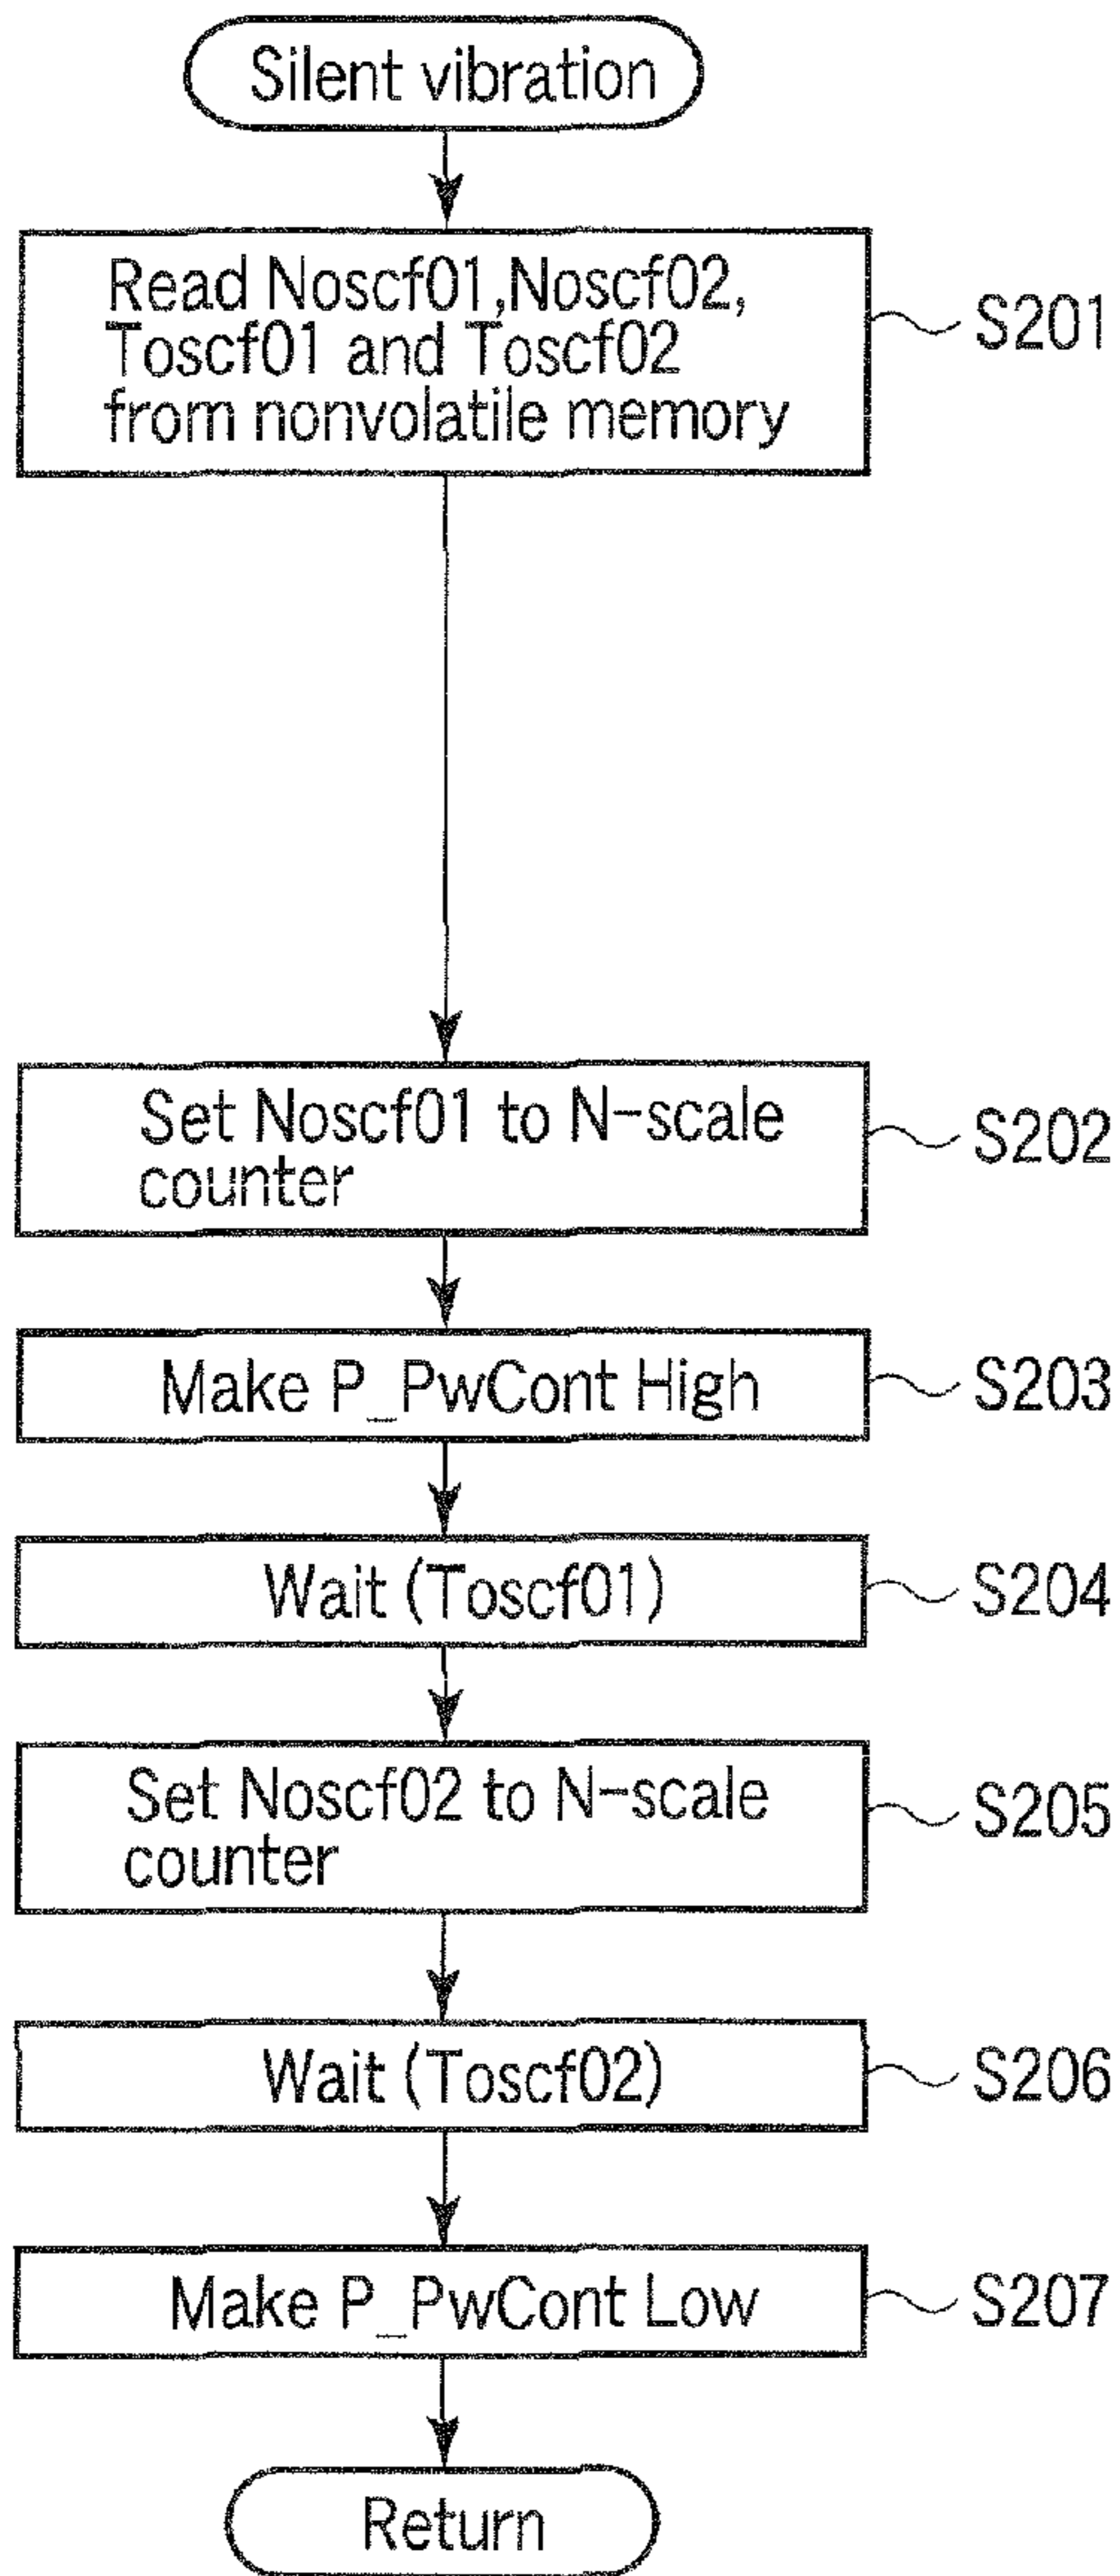 Silent vibration
Read Noscf01,Noscf02,
Toscf01 and Toscf02
from nonvolatile memory
S201
Set Noscf01 to N-scale
counter
S202
Make P_PwCont High
S203
Wait (Toscf01)
S204
Set Noscf02 to N-scale
counter
S205
Wait (Toscf02)
S206
Make P_PwCont Low
S207
Return